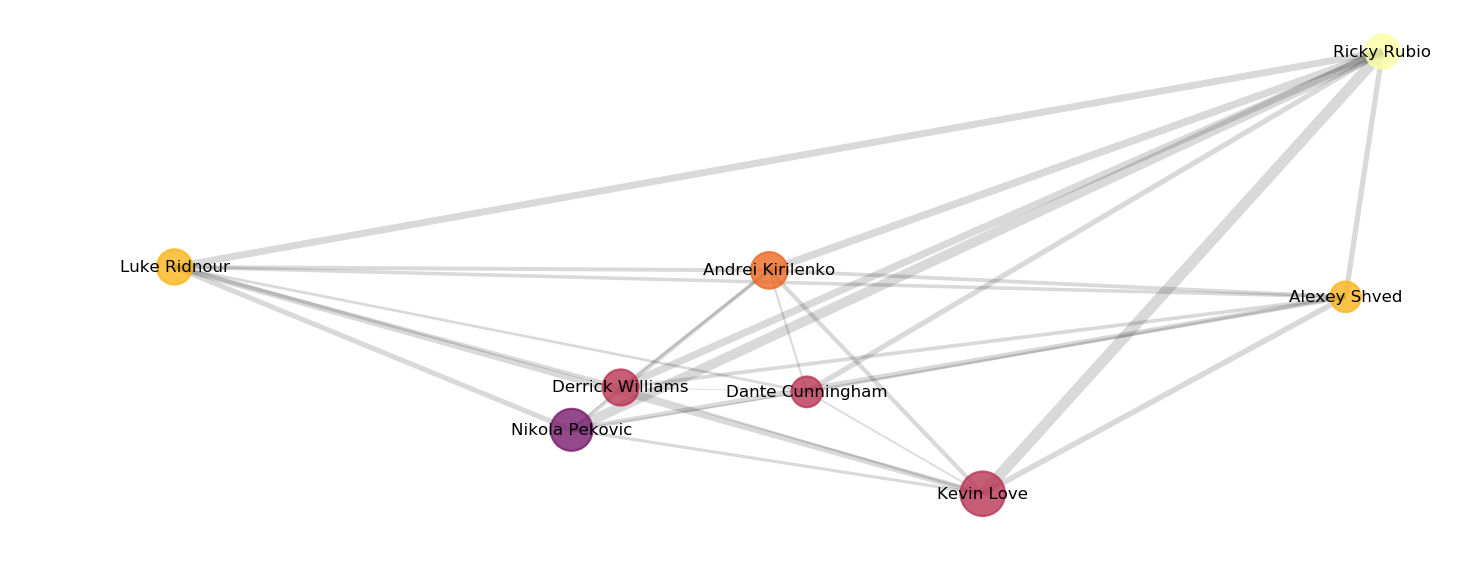 Ricky Rubio
Luke Ridnour
Andrei Kirilenko
Alexey Shved
Derrick Williams
Dante Cunningham
Nikola Pekovic
Kevin Love